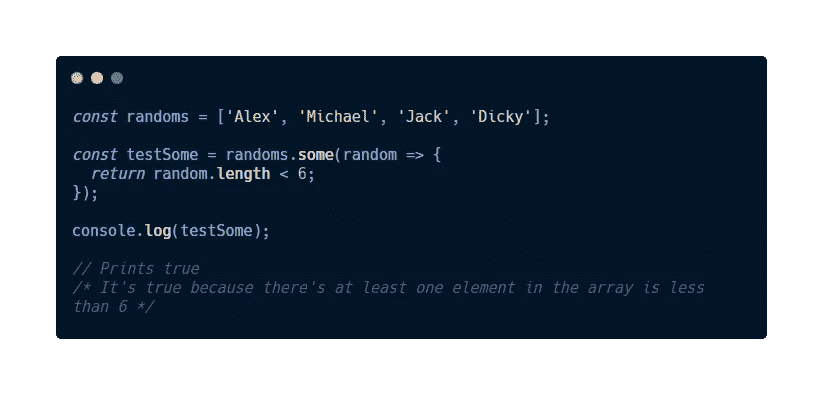 const randoms = ['Alex', 'Michael', 'Jack', 'Dicky'];
const testSome = randoms.some(random => {
return random.length < 6;
});
console.log(testSome);
// Prints true
/* It's true because there's at least one element in the array is less
than 6 */